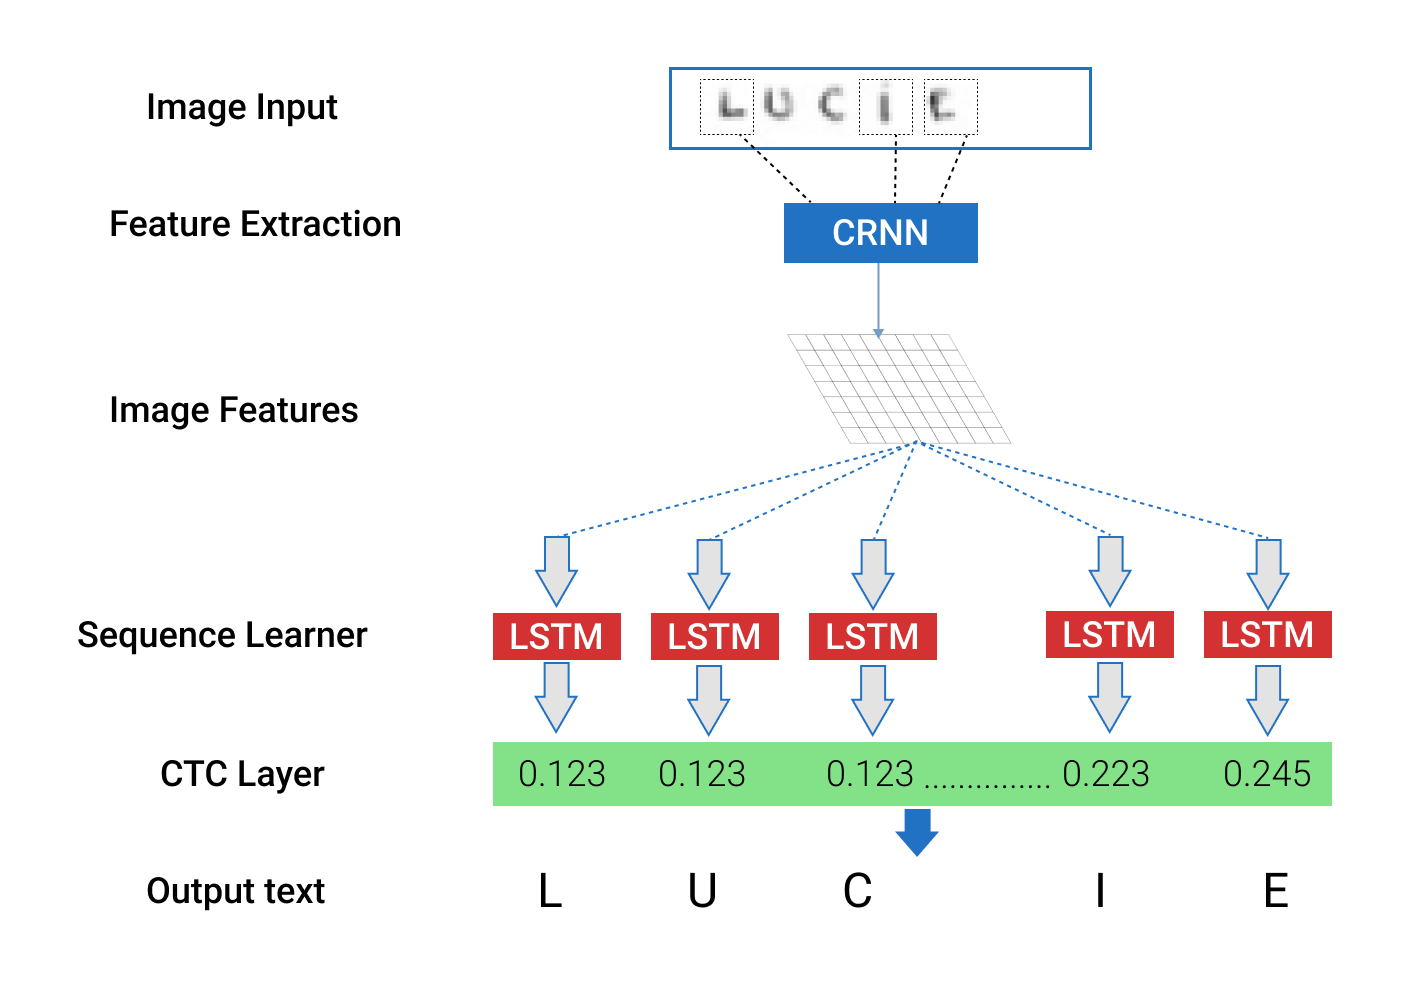 Image Input
L U C i E
Feature Extraction
CRNN
Image Features
Sequence Learner
LSTM LSTM LSTM LSTM LSTM
CTC Layer
0.123 0.123 0.123 ............... 0.223 0.245
Output text
L U C I E